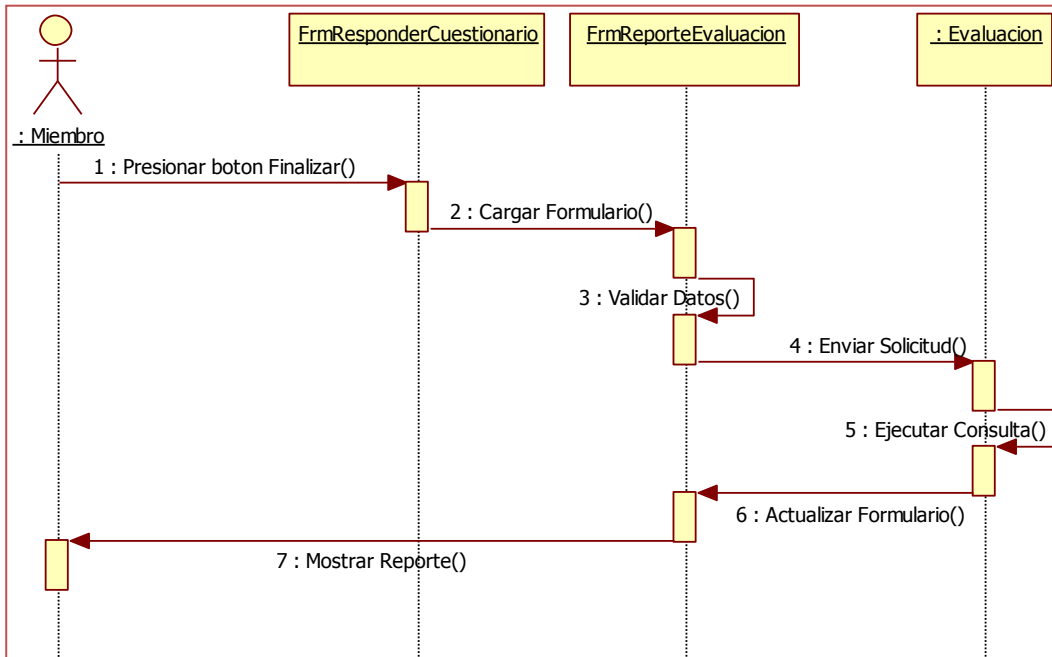 FrmResponderCuestionario
FrmReporteEvaluacion
: Evaluacion
: Miembro
1 : Presionar boton Finalizar()
2 : Cargar Formulario()
3 : Validar Datos()
4 : Enviar Solicitud()
5 : Ejecutar Consulta()
6 : Actualizar Formulario()
7 : Mostrar Reporte()